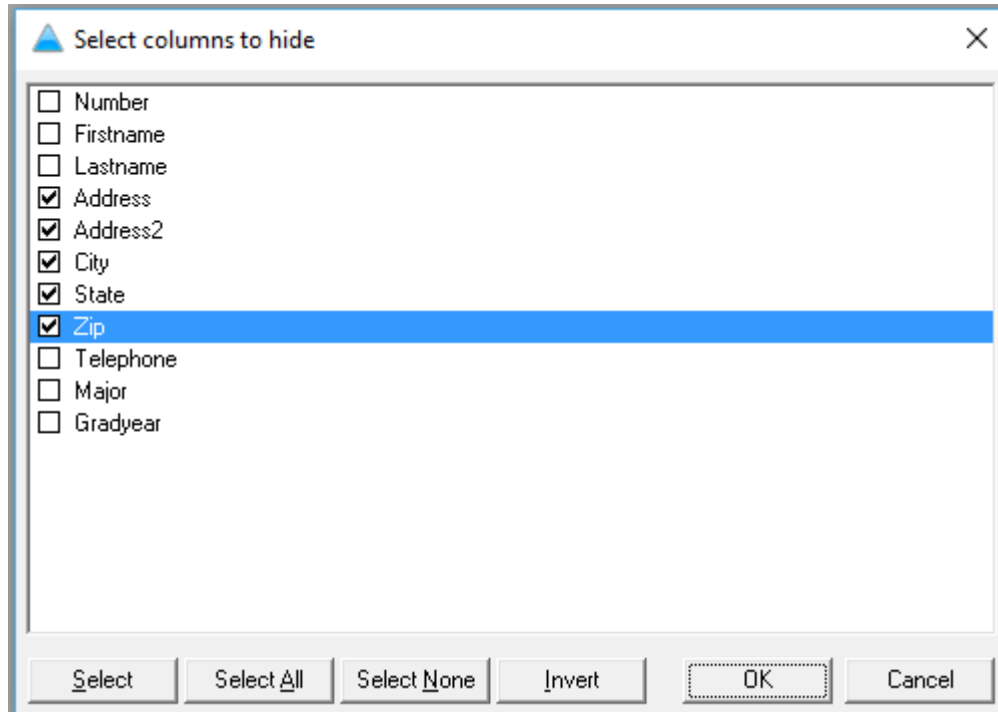 Select columns to hide
Number
Firstname
Lastname
Address
Address2
City
State
Zip
Telephone
Major
Gradyear
Select Select All Select None Invert OK Cancel